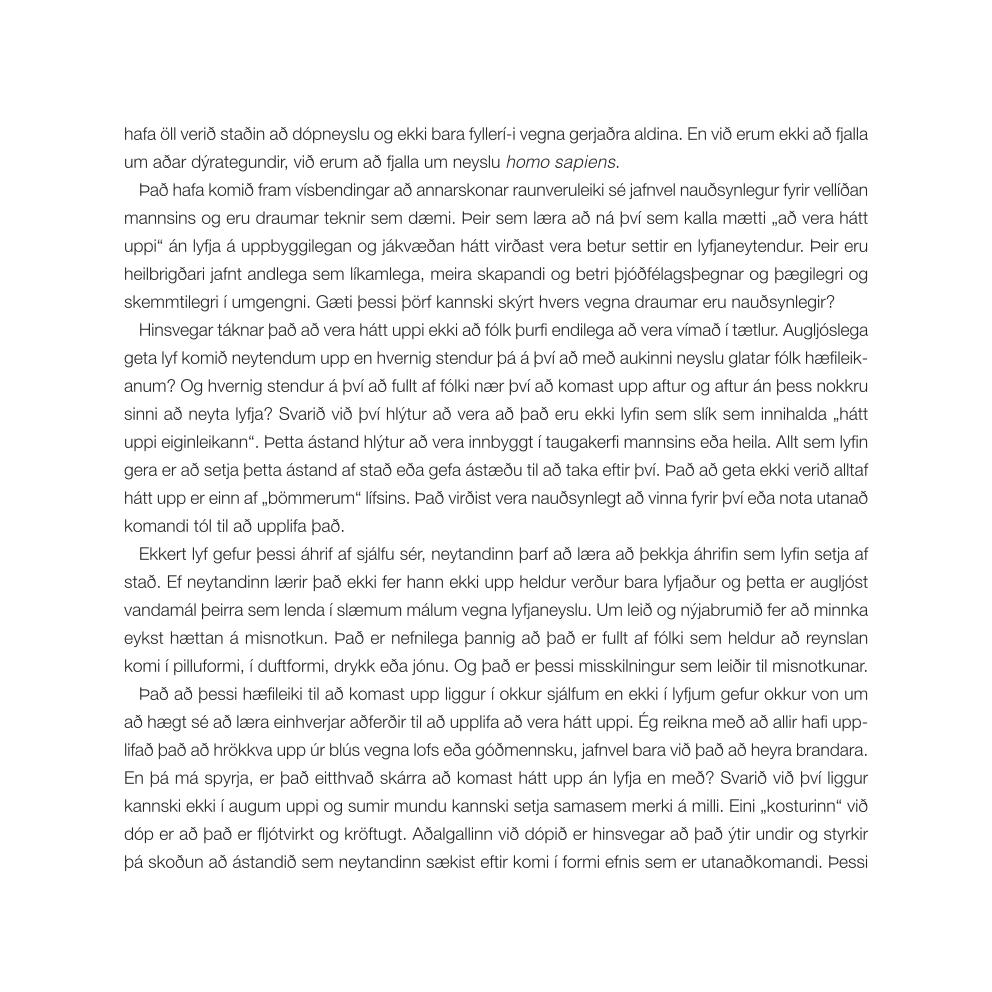 hafa öll verið staðin að dópneyslu og ekki bara fyllerí-i vegna gerjaðra aldina. En við erum ekki að fjalla
um aðar dýrategundir, við erum að fjalla um neyslu homo sapiens.
Það hafa komið fram vísbendingar að annarskonar raunveruleiki sé jafnvel nauðsynlegur fyrir vellíðan
mannsins og eru draumar teknir sem dæmi. Þeir sem læra að ná því sem kalla mætti „að vera hátt
uppi“ án lyfja á uppbyggilegan og jákvæðan hátt virðast vera betur settir en lyfjaneytendur. Þeir eru
heilbrigðari jafnt andlega sem líkamlega, meira skapandi og betri þjóðfélagsþegnar og þægilegri og
skemmtilegri í umgengni. Gæti þessi þörf kannski skýrt hvers vegna draumar eru nauðsynlegir?
Hinsvegar táknar það að vera hátt uppi ekki að fólk þurfi endilega að vera vímað í tætlur. Augljóslega
geta lyf komið neytendum upp en hvernig stendur þá á því að með aukinni neyslu glatar fólk hæfileik-
anum? Og hvernig stendur á því að fullt af fólki nær því að komast upp aftur og aftur án þess nokkru
sinni að neyta lyfja? Svarið við því hlýtur að vera að það eru ekki lyfin sem slík sem innihalda „hátt
uppi eiginleikann“. Þetta ástand hlýtur að vera innbyggt í taugakerfi mannsins eða heila. Allt sem lyfin
gera er að setja þetta ástand af stað eða gefa ástæðu til að taka eftir því. Það að geta ekki verið alltaf
hátt upp er einn af „bömmerum“ lífsins. Það virðist vera nauðsynlegt að vinna fyrir því eða nota utanað
komandi tól til að upplifa það.
Ekkert lyf gefur þessi áhrif af sjálfu sér, neytandinn þarf að læra að þekkja áhrifin sem lyfin setja af
stað. Ef neytandinn lærir það ekki fer hann ekki upp heldur verður bara lyfjaður og þetta er augljóst
vandamál þeirra sem lenda í slæmum málum vegna lyfjaneyslu. Um leið og nýjabrumið fer að minnka
eykst hættan á misnotkun. Það er nefnilega þannig að það er fullt af fólki sem heldur að reynslan
komi í pilluformi, í duftformi, drykk eða jónu. Og það er þessi misskilningur sem leiðir til misnotkunar.
Það að þessi hæfileiki til að komast upp liggur í okkur sjálfum en ekki í lyfjum gefur okkur von um
að hægt sé að læra einhverjar aðferðir til að upplifa að vera hátt uppi. Ég reikna með að allir hafi upp-
lifað það að hrökkva upp úr blús vegna lofs eða góðmennsku, jafnvel bara við það að heyra brandara.
En þá má spyrja, er það eitthvað skárra að komast hátt upp án lyfja en með? Svarið við því liggur
kannski ekki í augum uppi og sumir mundu kannski setja samasem merki á milli. Eini „kosturinn“ við
dóp er að það er fljótvirkt og kröftugt. Aðalgallinn við dópið er hinsvegar að það ýtir undir og styrkir
þá skoðun að ástandið sem neytandinn sækist eftir komi í formi efnis sem er utanaðkomandi. Þessi